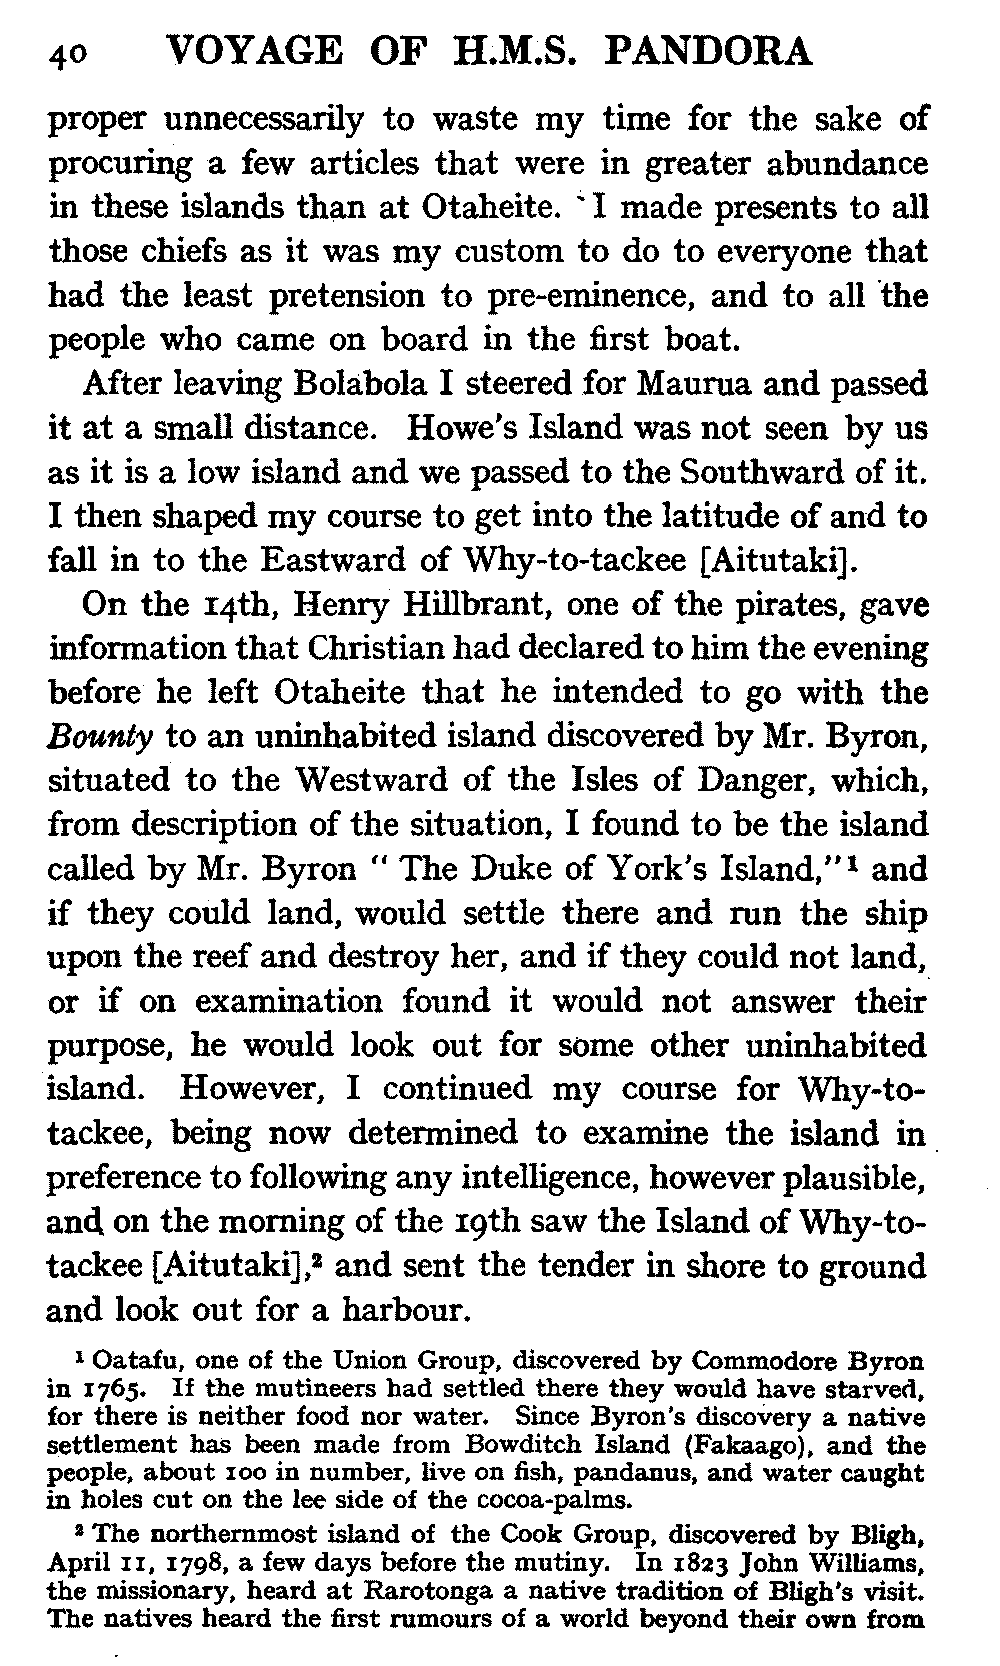 40 VOYAGE OF H.M.S. PANDORA
proper unnecessarily to waste my time for the sake of
procuring a few articles that were in greater abundance
in these islands than at Otaheite. I made presents to all
those chiefs as it was my custom to do to everyone that
had the least pretension to pre-eminence, and to all the
people who came on board in the first boat.
After leaving Bolabola I steered for Maurua and passed
it at a small distance. Howe's Island was not seen by us
as it is a low island and we passed to the Southward of it.
I then shaped my course to get into the latitude of and to
fall in to the Eastward of Why-to-tackee [Aitutaki].
On the 14th, Henry Hillbrant, one of the pirates, gave
information that Christian had declared to him the evening
before he left Otaheite that he intended to go with the
Bounty to an uninhabited island discovered by Mr. Byron,
situated to the Westward of the Isles of Danger, which,
from description of the situation, I found to be the island
called by Mr. Byron " The Duke of York's Island,"¹ and
if they could land, would settle there and run the ship
upon the reef and destroy her, and if they could not land,
or if on examination found it would not answer their
purpose, he would look out for some other uninhabited
island. However, I continued my course for Why-to-
tackee, being now determined to examine the island in
preference to following any intelligence, however plausible,
and on the morning of the 19th saw the Island of Why-to-
tackee [Aitutaki],² and sent the tender in shore to ground
and look out for a harbour.
¹ Oatafu, one of the Union Group, discovered by Commodore Byron
in 1765. If the mutineers had settled there they would have starved,
for there is neither food nor water. Since Byron's discovery a native
settlement has been made from Bowditch Island (Fakaago), and the
people, about 100 in number, live on fish, pandanus, and water caught
in holes cut on the lee side of the cocoa-palms.
² The northernmost island of the Cook Group, discovered by Bligh,
April 11, 1798, a few days before the mutiny. In 1823 John Williams,
the missionary, heard at Rarotonga a native tradition of Bligh's visit.
The natives heard the first rumours of a world beyond their own from